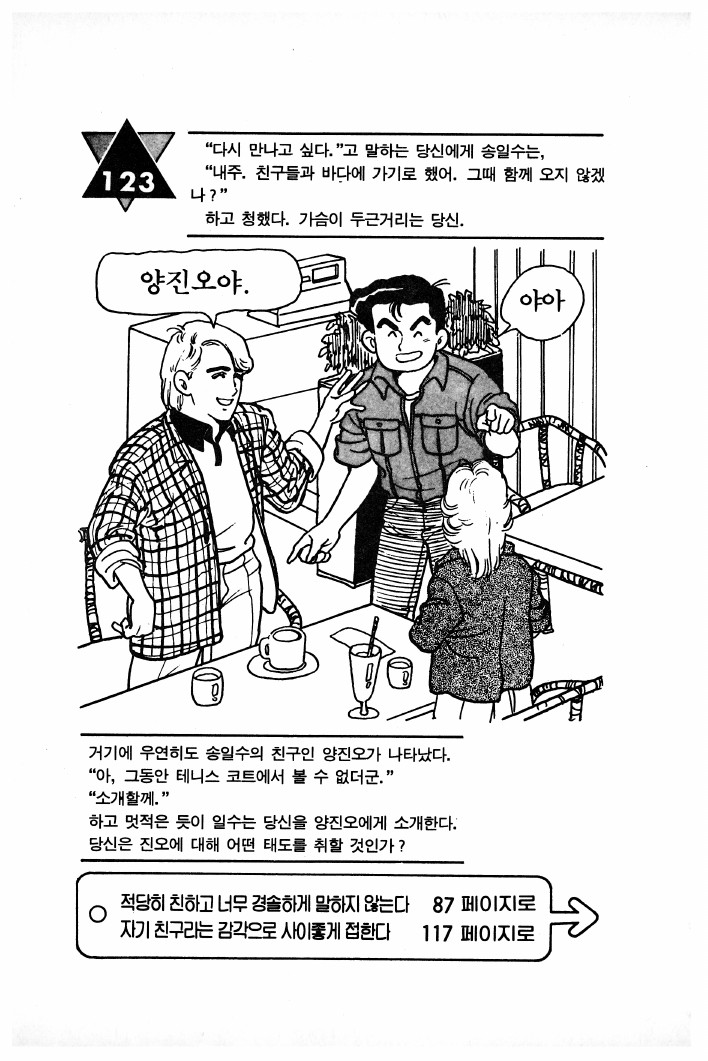 123
“다시 만나고 싶다.”고 말하는 당신에게 송일수는,
“내주. 친구들과 바다에 가기로 했어. 그때 함께 오지 않겠
나?”
하고 청했다. 가슴이 두근거리는 당신.
양진오야.
야아
거기에 우연히도 송일수의 친구인 양진오가 나타났다.
“아, 그동안 테니스 코트에서 볼 수 없더군.”
“소개할께.”
하고 멋적은 듯이 일수는 당신을 양진오에게 소개한다.
당신은 진오에 대해 어떤 태도를 취할 것인가?
적당히 친하고 너무 경솔하게 말하지 않는다 87 페이지로
자기 친구라는 감각으로 사이좋게 접한다 117 페이지로